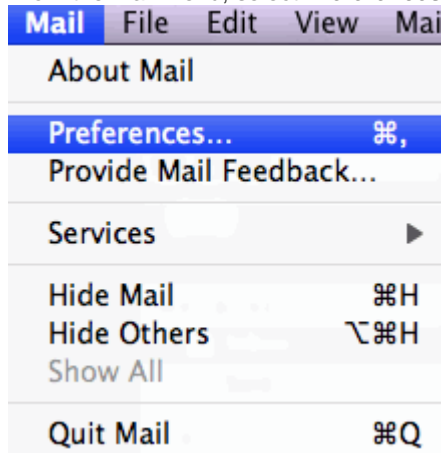 Mail File Edit View Mai
About Mail
Preferences... ⌘,
Provide Mail Feedback...
Services ▶
Hide Mail ⌘H
Hide Others ⌥⌘H
Show All
Quit Mail ⌘Q